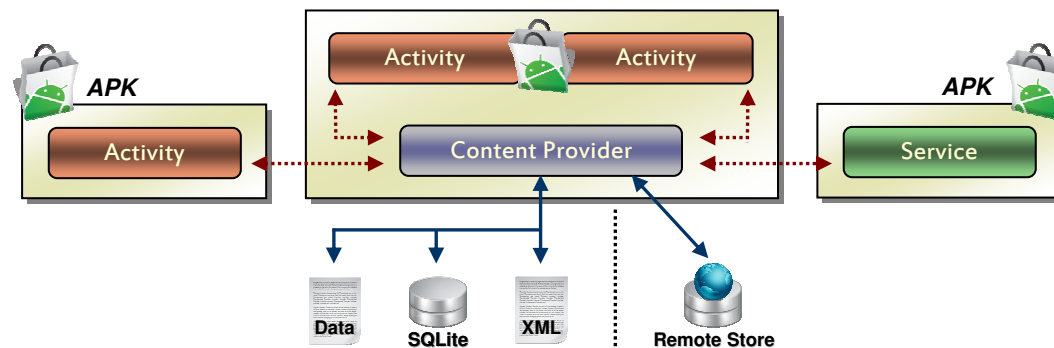 Activity
Activity
APK
APK
Activity
Content Provider
Service
Data
SQLite
XML
Remote Store